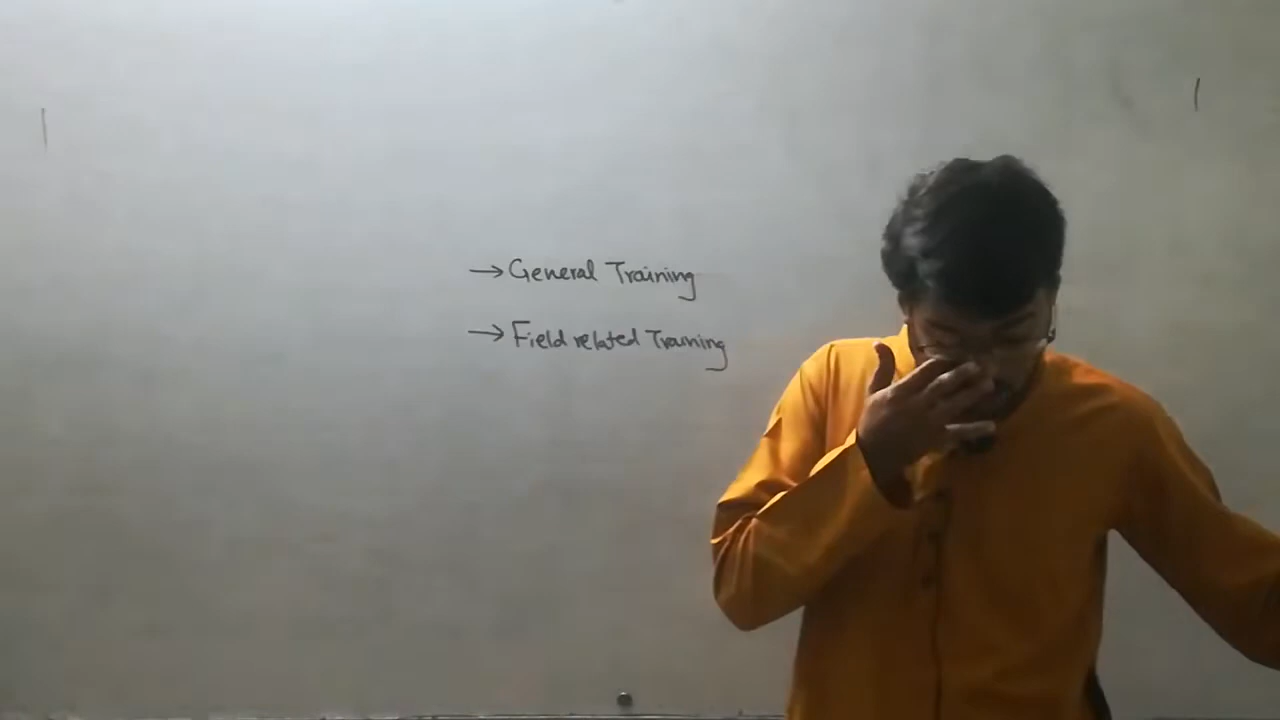 → General Training
→ Field related Training